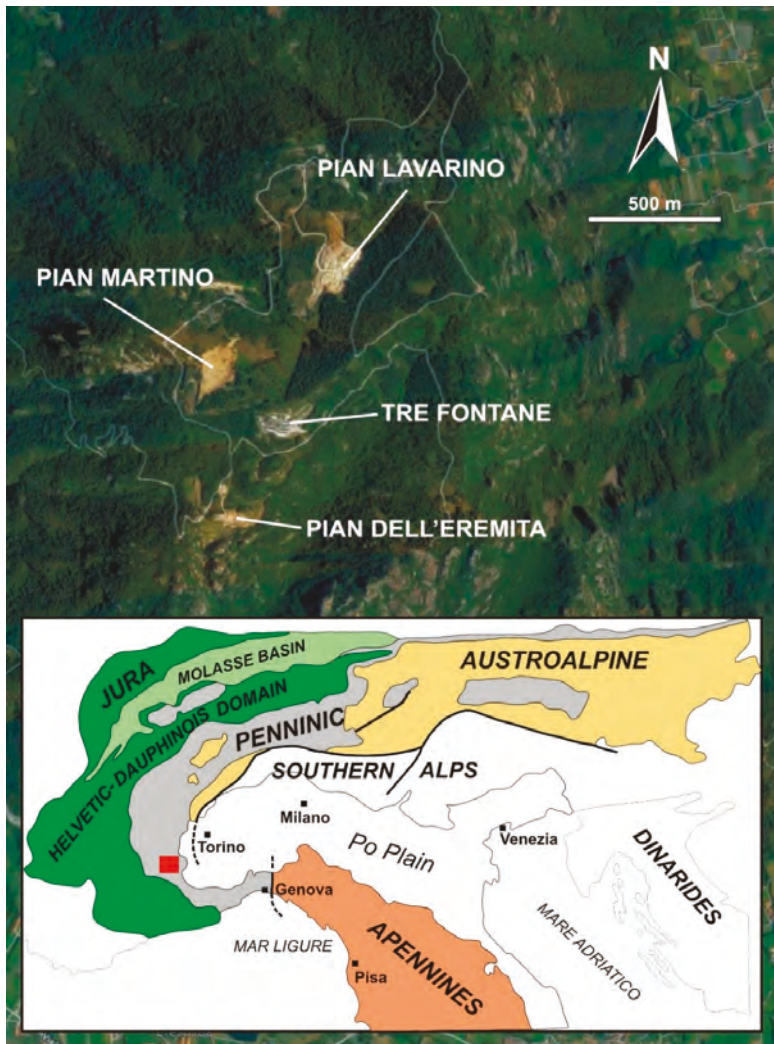 N
PIAN LAVARINO
500 m
PIAN MARTINO
TRE FONTANE
PIAN DELL'EREMITA
JURA
MOLASSE BASIN
HELVETIC-DAUPHINOIS DOMAIN
AUSTROALPINE
PENNINIC
SOUTHERN ALPS
Milano
Torino
Po Plain
Venezia
DINARIDES
Genova
MAR LIGURE
MARE ADRIATICO
APENNINES
Pisa